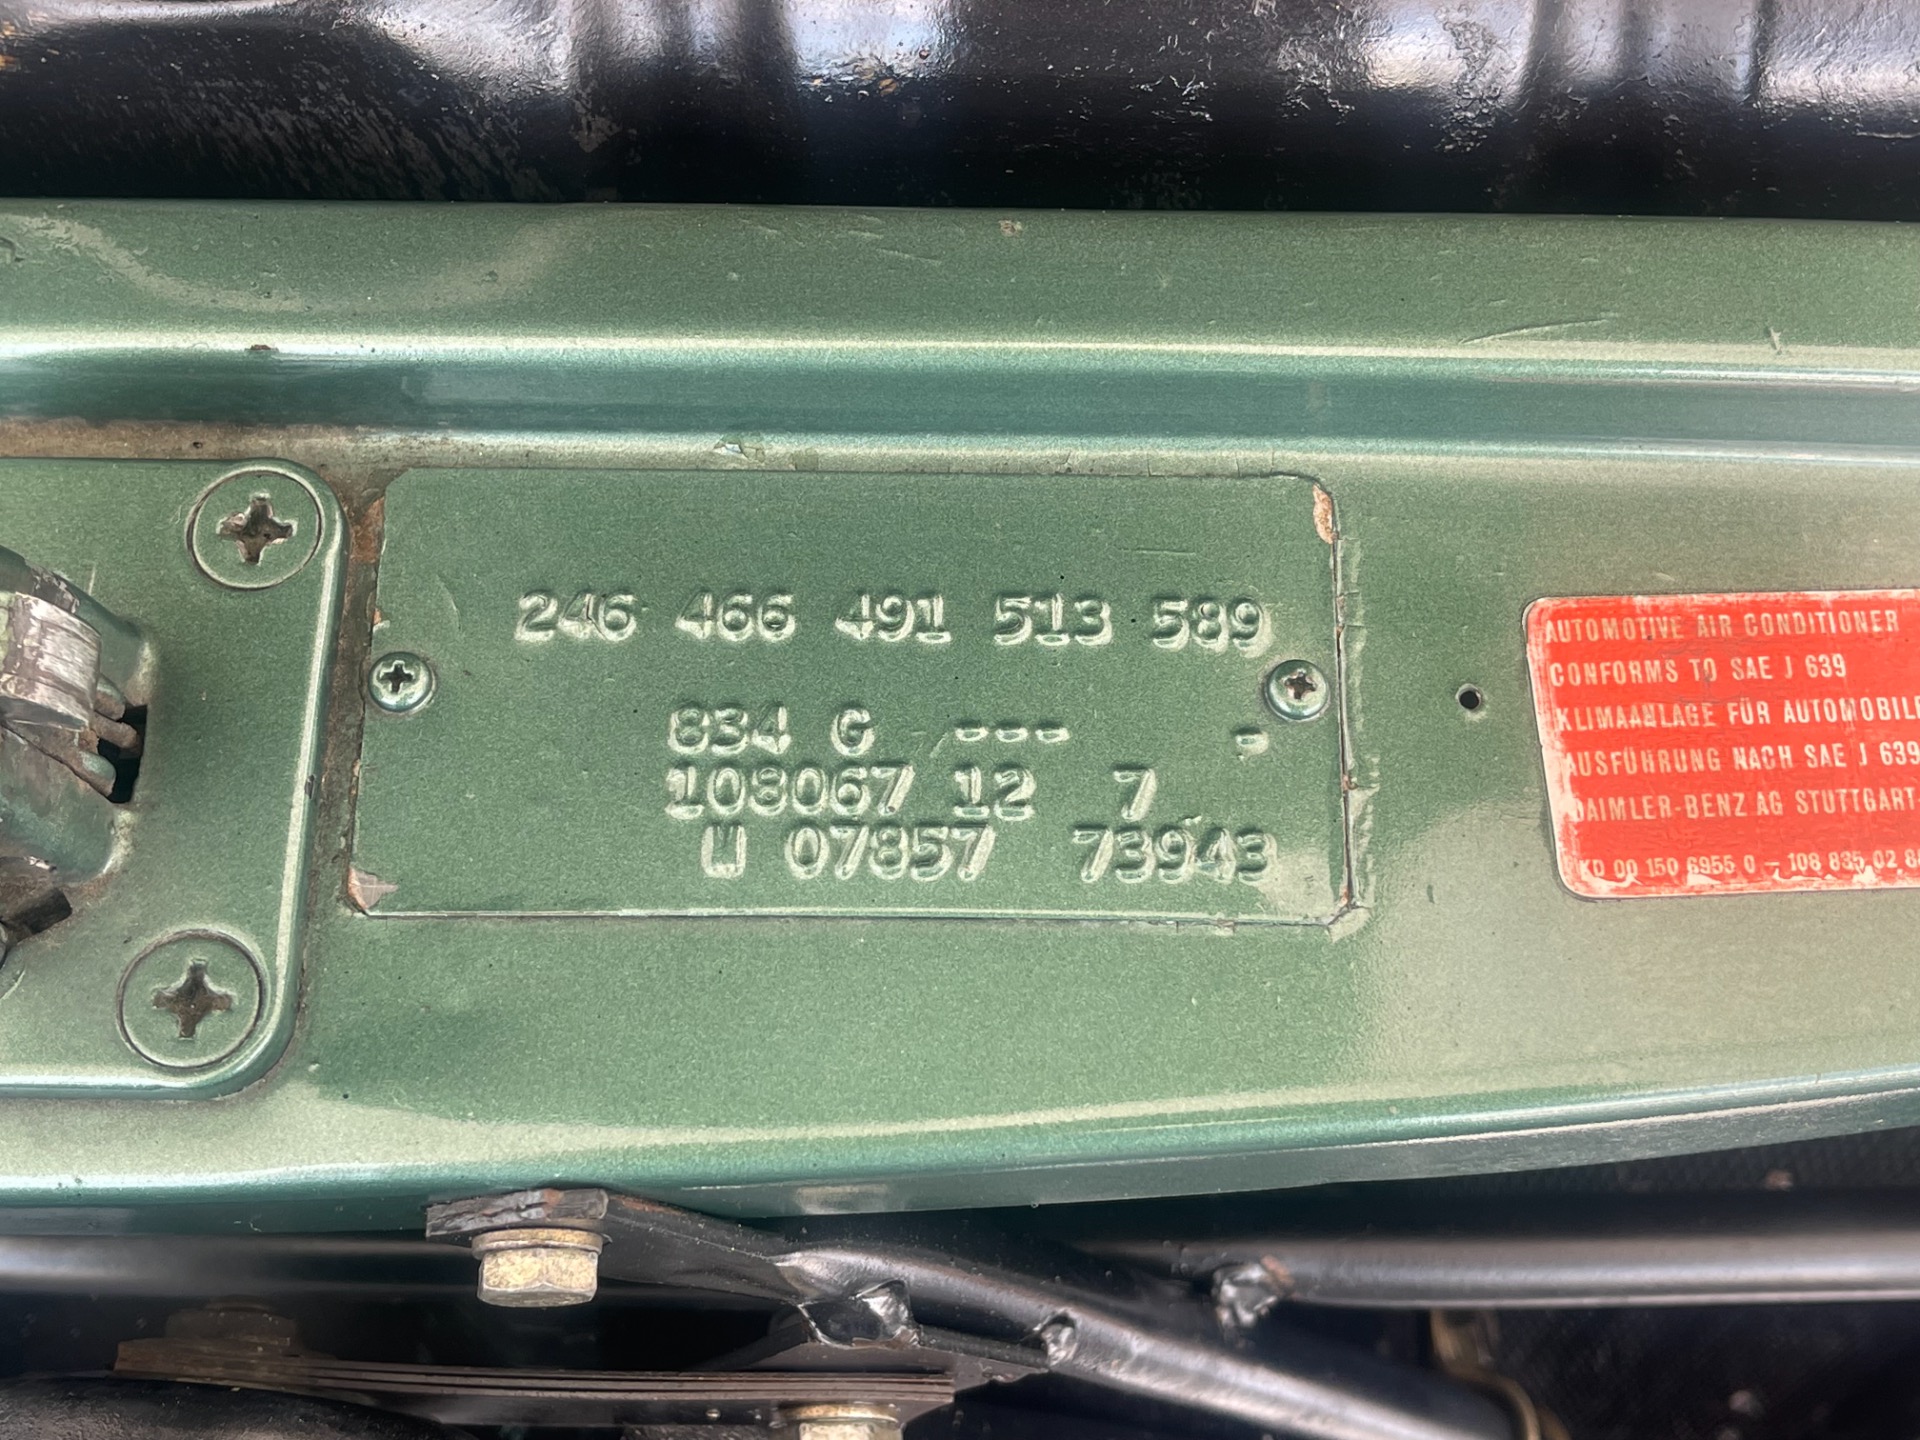 246 466 491 513 589
834 G --- -
108067 12 7
W 07857 73943
AUTOMOTIVE AIR CONDITIONER
CONFORMS TO SAE J 639
KLIMAANLAGE FÜR AUTOMOBILE
AUSFÜHRUNG NACH SAE J 639
DAIMLER-BENZ AG STUTTGART-
KD 00 150 6955 0 - 108 835 02